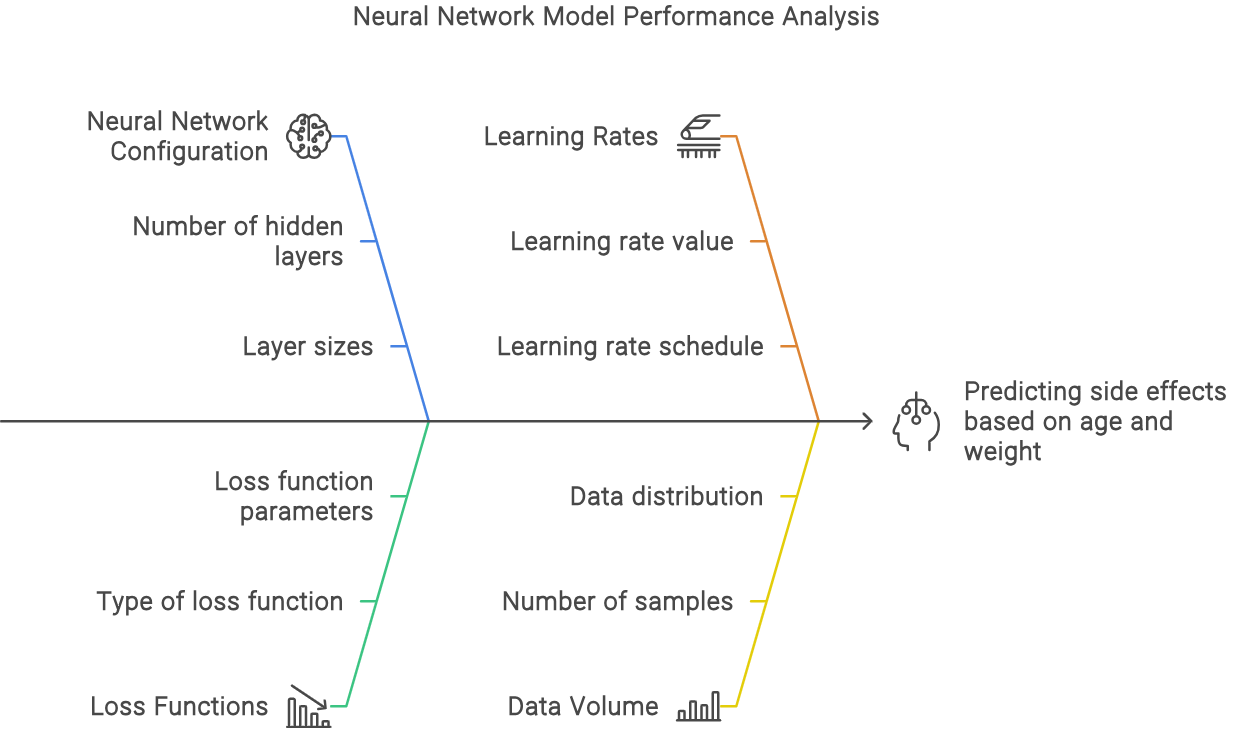 Neural Network Model Performance Analysis
Neural Network
Configuration
Number of hidden
layers
Layer sizes
Learning Rates
Learning rate value
Learning rate schedule
Predicting side effects
based on age and
weight
Loss function
parameters
Type of loss function
Loss Functions
Data distribution
Number of samples
Data Volume